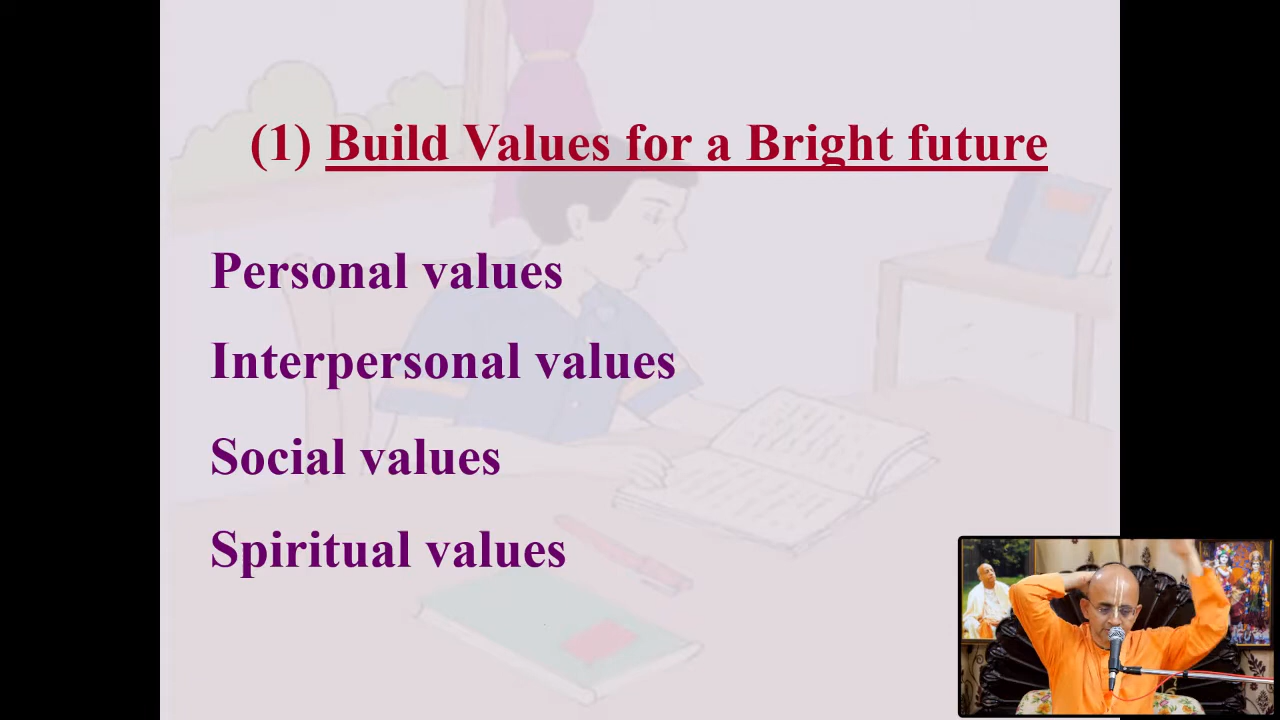 (1) Build Values for a Bright future
Personal values
Interpersonal values
Social values
Spiritual values